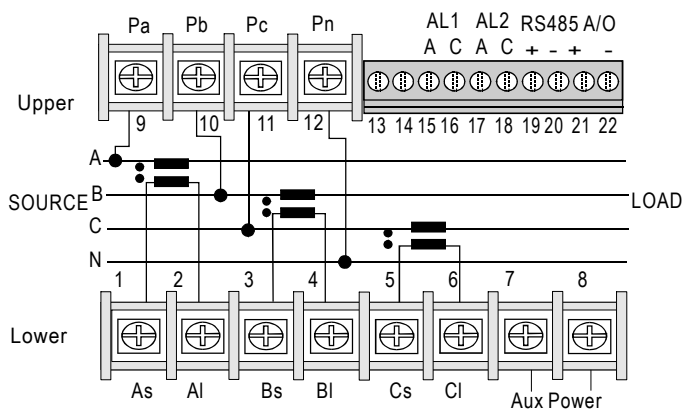 Pa Pb Pc Pn AL1 AL2 RS485 A/O
A C A C + – + –
Upper
9 10 11 12 13 14 15 16 17 18 19 20 21 22
A
B
SOURCE
LOAD
C
N
1 2 3 4 5 6 7 8
Lower
As Al Bs Bl Cs Cl
Aux Power